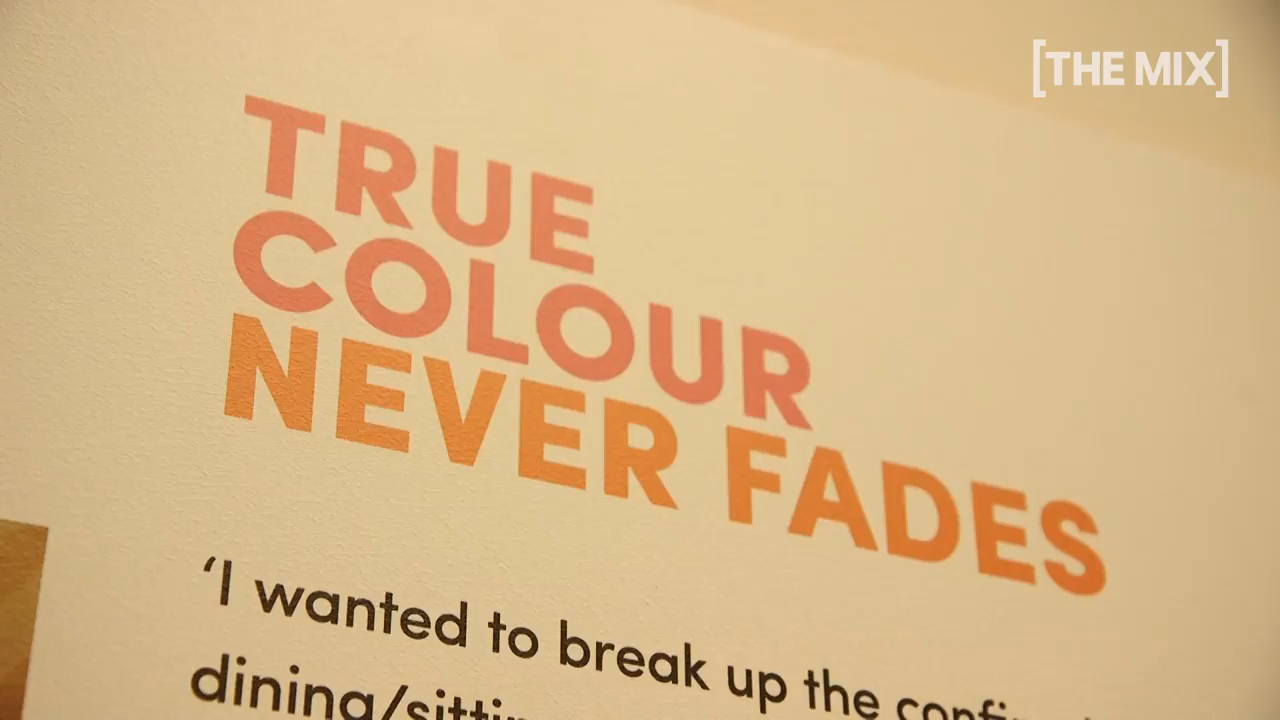 [THE MIX]
TRUE
COLOUR
NEVER FADES
‘I wanted to break up the